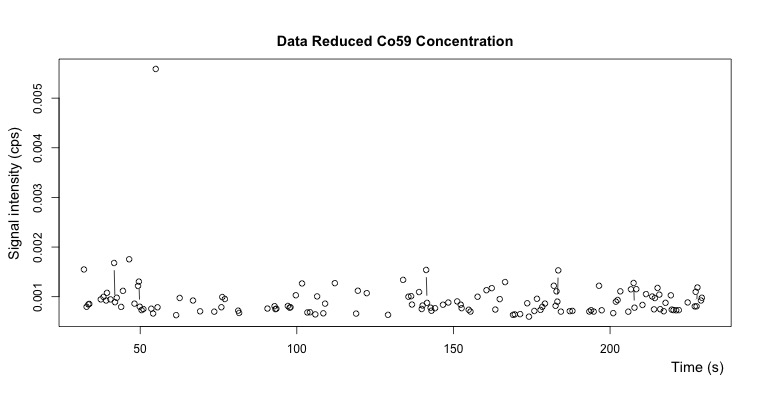 Data Reduced Co59 Concentration
Signal intensity (cps)
0.005
0.004
0.003
0.002
0.001
50 100 150 200
Time (s)